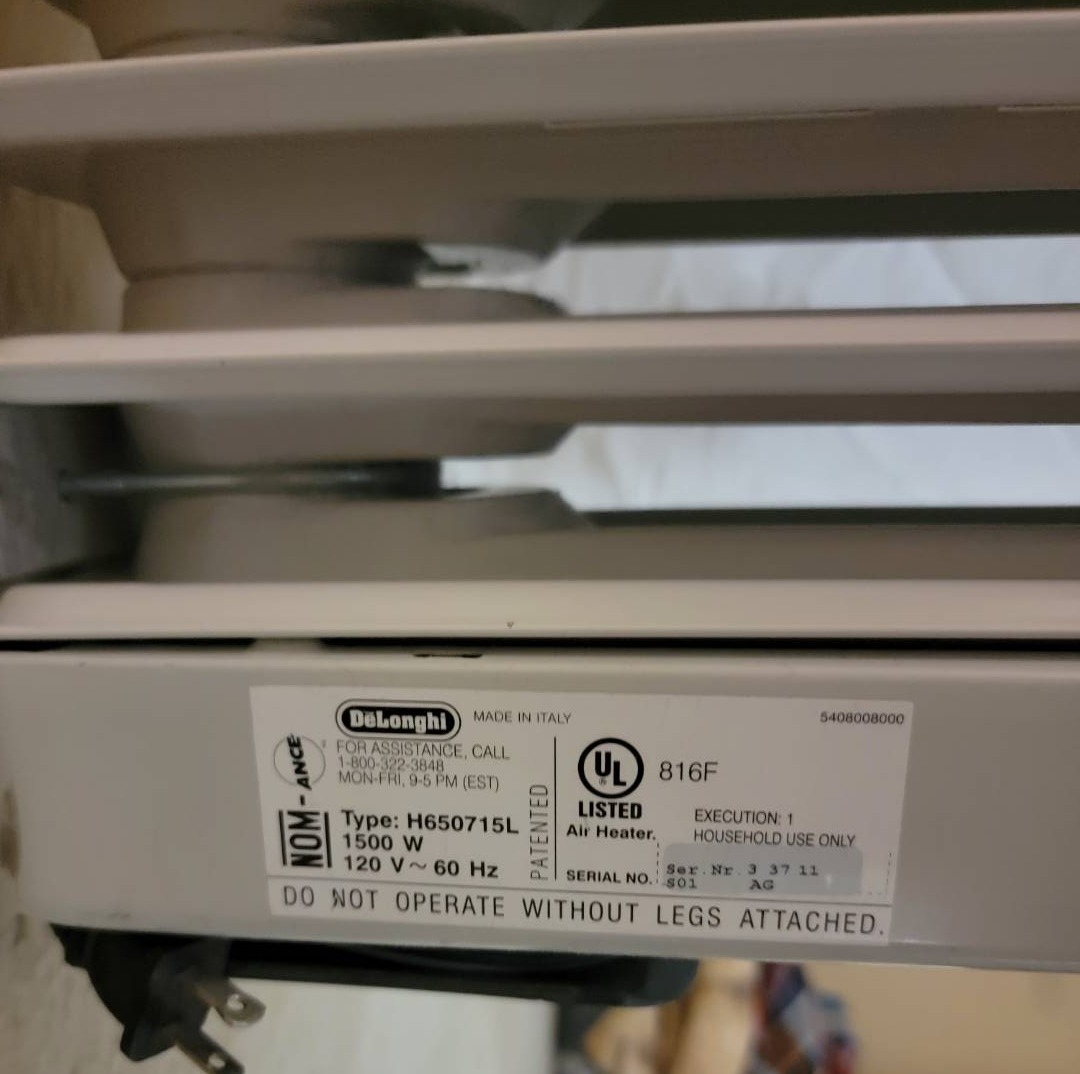 DeLonghi MADE IN ITALY 5408008000
NOM-ANCE
FOR ASSISTANCE, CALL
1-800-322-3848
MON-FRI, 9-5 PM (EST)
Type: H650715L
1500 W
120 V~ 60 Hz
PATENTED
UL 816F
LISTED
Air Heater.
EXECUTION: 1
HOUSEHOLD USE ONLY
SERIAL NO. Ser.Nr. 3 37 11
S01 AG
DO NOT OPERATE WITHOUT LEGS ATTACHED.